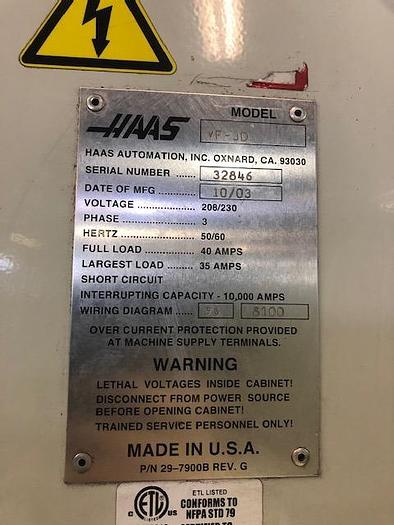 MODEL
HAAS VF-3D
HAAS AUTOMATION, INC. OXNARD, CA. 93030
SERIAL NUMBER ........ 32846
DATE OF MFG ............ 10/03
VOLTAGE .................. 208/230
PHASE ...................... 3
HERTZ ...................... 50/60
FULL LOAD ............... 40 AMPS
LARGEST LOAD ........ 35 AMPS
SHORT CIRCUIT
INTERRUPTING CAPACITY - 10,000 AMPS
WIRING DIAGRAM ..... 8100
OVER CURRENT PROTECTION PROVIDED
AT MACHINE SUPPLY TERMINALS.
WARNING
LETHAL VOLTAGES INSIDE CABINET!
DISCONNECT FROM POWER SOURCE
BEFORE OPENING CABINET!
TRAINED SERVICE PERSONNEL ONLY!
MADE IN U.S.A.
P/N 29-7900B REV. G
ETL LISTED
CONFORMS TO
NFPA STD 79
C ETL US